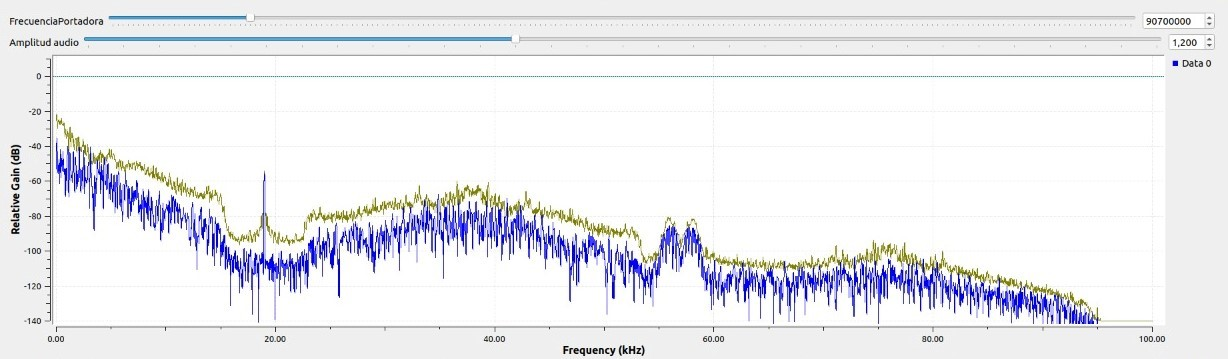 FrecuenciaPortadora 90700000
Amplitud audio 1,200
Data 0
Relative Gain (dB)
0
-20
-40
-60
-80
-100
-120
-140
0.00 20.00 40.00 60.00 80.00 100.00
Frequency (kHz)